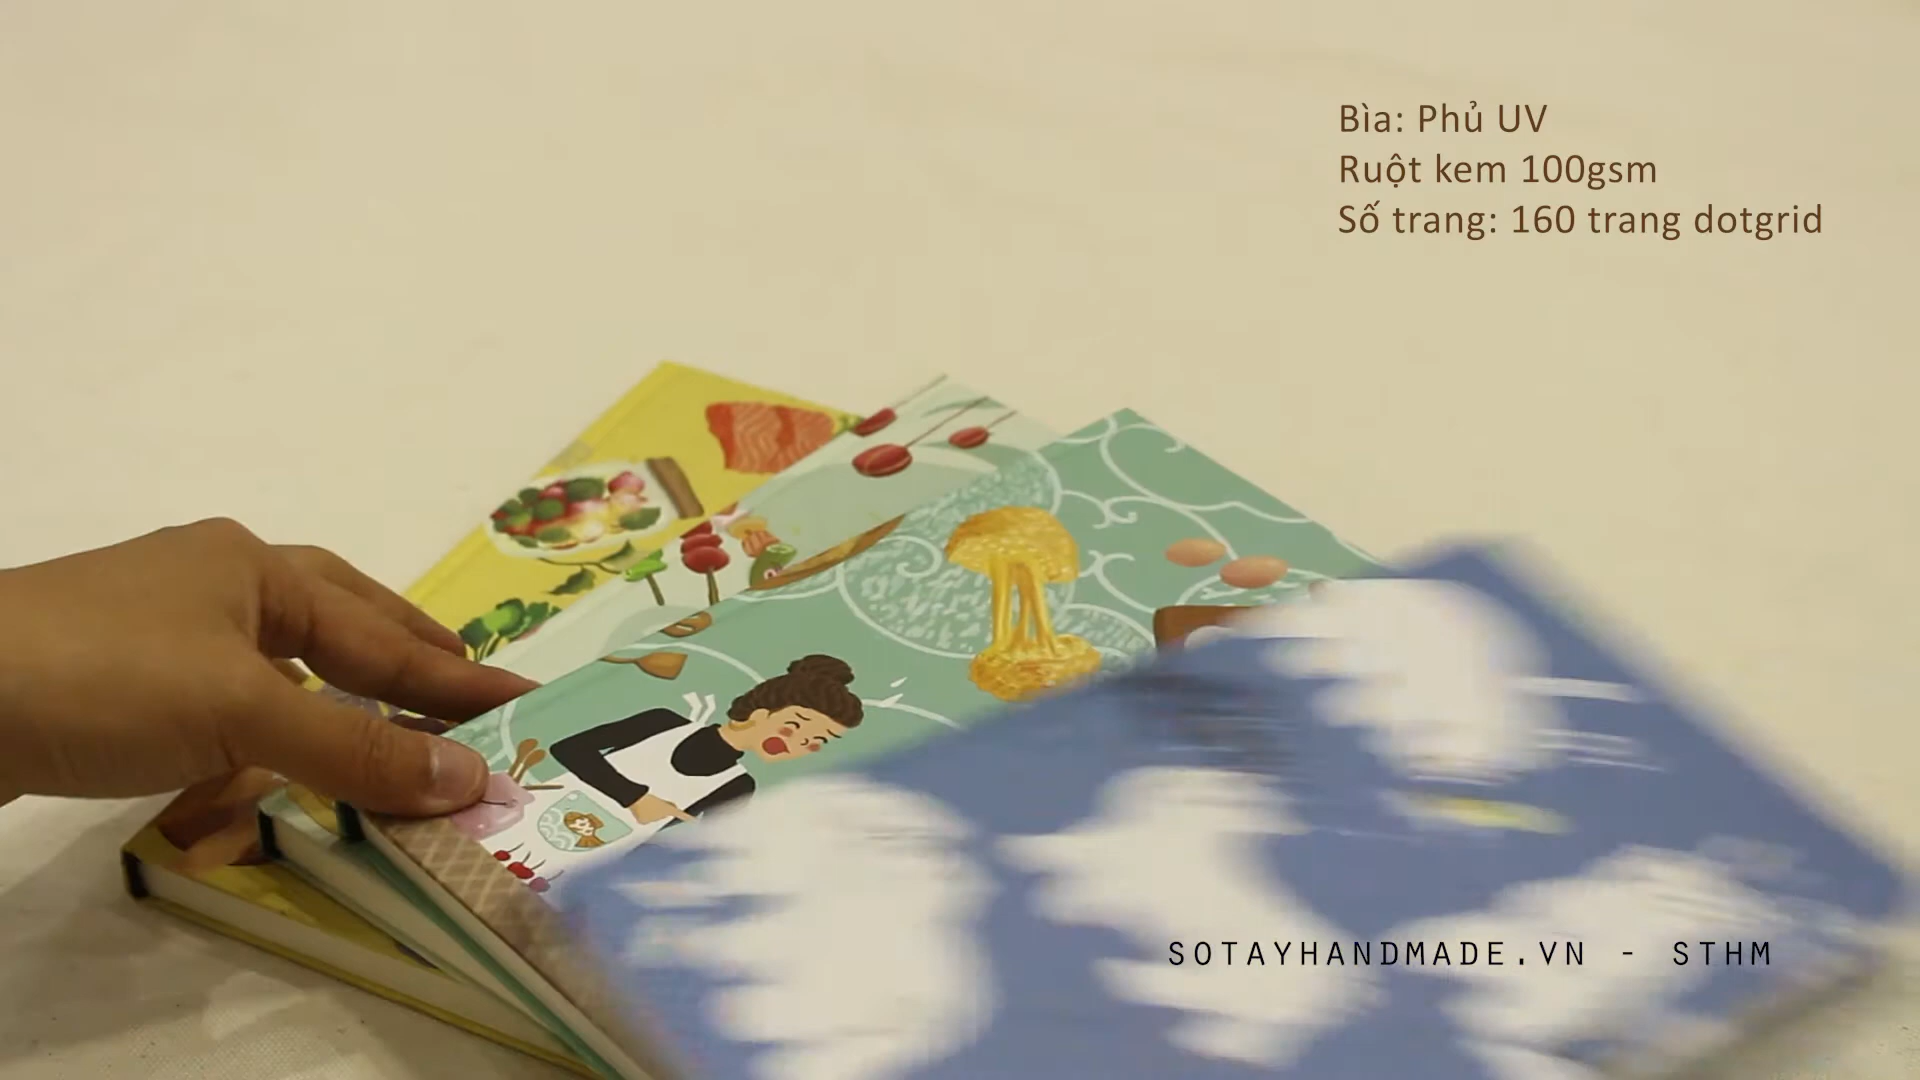 Bìa: Phủ UV
Ruột kem 100gsm
Số trang: 160 trang dotgrid
SOTAYHANDMADE.VN - STHM